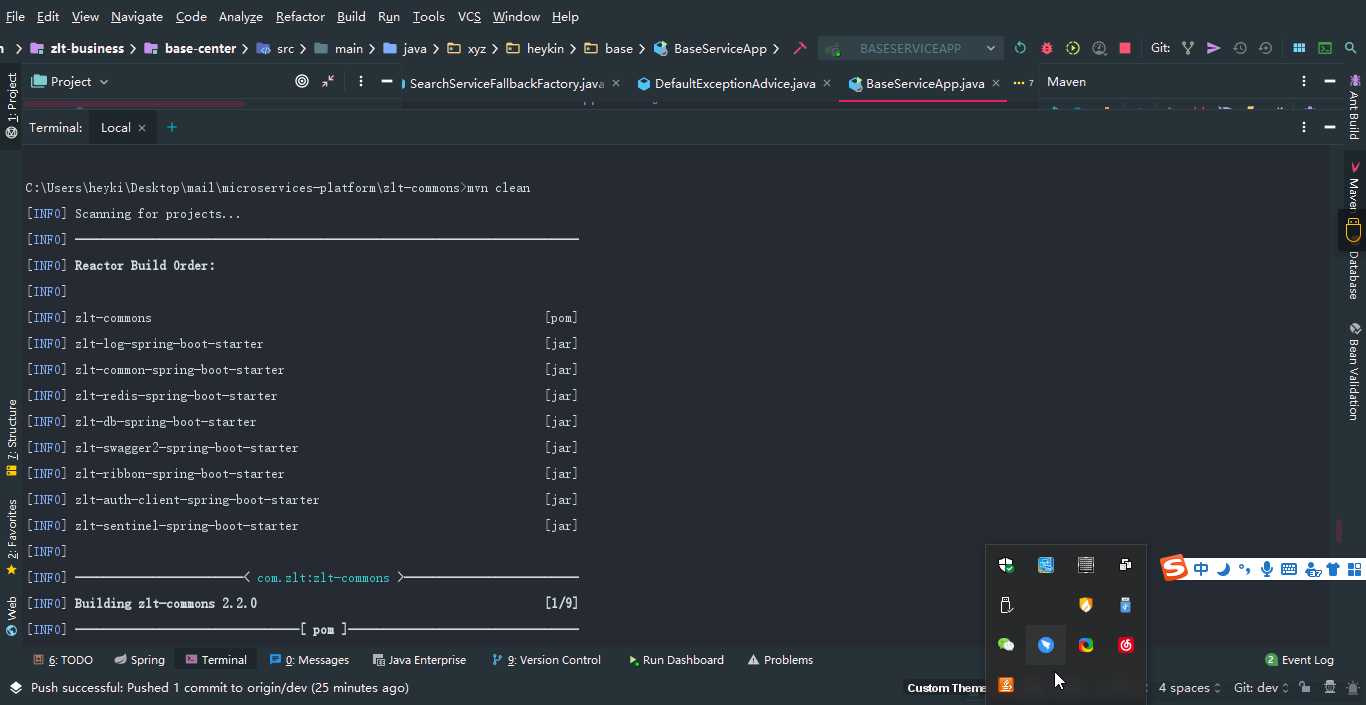 File Edit View Navigate Code Analyze Refactor Build Run Tools VCS Window Help
zlt-business base-center src main java xyz heykin base BaseServiceApp BASESERVICEAPP Git:
Project SearchServiceFallbackFactory.java DefaultExceptionAdvice.java BaseServiceApp.java 7 Maven
1: Project
Ant Build
Terminal: Local
C:\Users\heyki\Desktop\mail\microservices-platform\zlt-commons>mvn clean
[INFO] Scanning for projects...
[INFO]
[INFO] Reactor Build Order:
[INFO]
[INFO] zlt-commons [pom]
[INFO] zlt-log-spring-boot-starter [jar]
[INFO] zlt-common-spring-boot-starter [jar]
[INFO] zlt-redis-spring-boot-starter [jar]
[INFO] zlt-db-spring-boot-starter [jar]
[INFO] zlt-swagger2-spring-boot-starter [jar]
[INFO] zlt-ribbon-spring-boot-starter [jar]
[INFO] zlt-auth-client-spring-boot-starter [jar]
[INFO] zlt-sentinel-spring-boot-starter [jar]
[INFO]
[INFO] ------------------------< com.zlt:zlt-commons >------------------------
[INFO] Building zlt-commons 2.2.0 [1/9]
[INFO] --------------------------------[ pom ]---------------------------------
Maven
Database
Bean Validation
7: Structure
2: Favorites
Web
中
6: TODO Spring Terminal 0: Messages Java Enterprise 9: Version Control Run Dashboard Problems 2 Event Log
Push successful: Pushed 1 commit to origin/dev (25 minutes ago) Custom Theme 4 spaces Git: dev